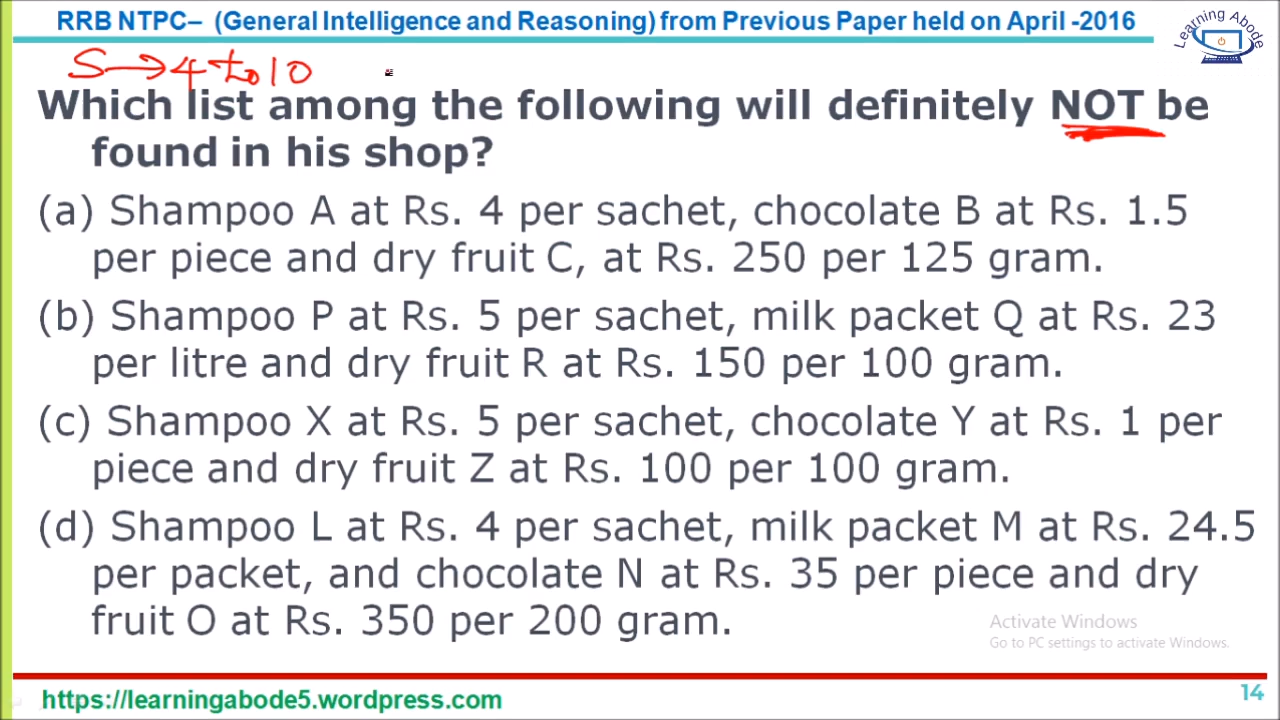 RRB NTPC– (General Intelligence and Reasoning) from Previous Paper held on April -2016
Learning Abode
S → 4 to 10
Which list among the following will definitely NOT be
found in his shop?
(a) Shampoo A at Rs. 4 per sachet, chocolate B at Rs. 1.5
per piece and dry fruit C, at Rs. 250 per 125 gram.
(b) Shampoo P at Rs. 5 per sachet, milk packet Q at Rs. 23
per litre and dry fruit R at Rs. 150 per 100 gram.
(c) Shampoo X at Rs. 5 per sachet, chocolate Y at Rs. 1 per
piece and dry fruit Z at Rs. 100 per 100 gram.
(d) Shampoo L at Rs. 4 per sachet, milk packet M at Rs. 24.5
per packet, and chocolate N at Rs. 35 per piece and dry
fruit O at Rs. 350 per 200 gram.
Activate Windows
Go to PC settings to activate Windows.
https://learningabode5.wordpress.com
14